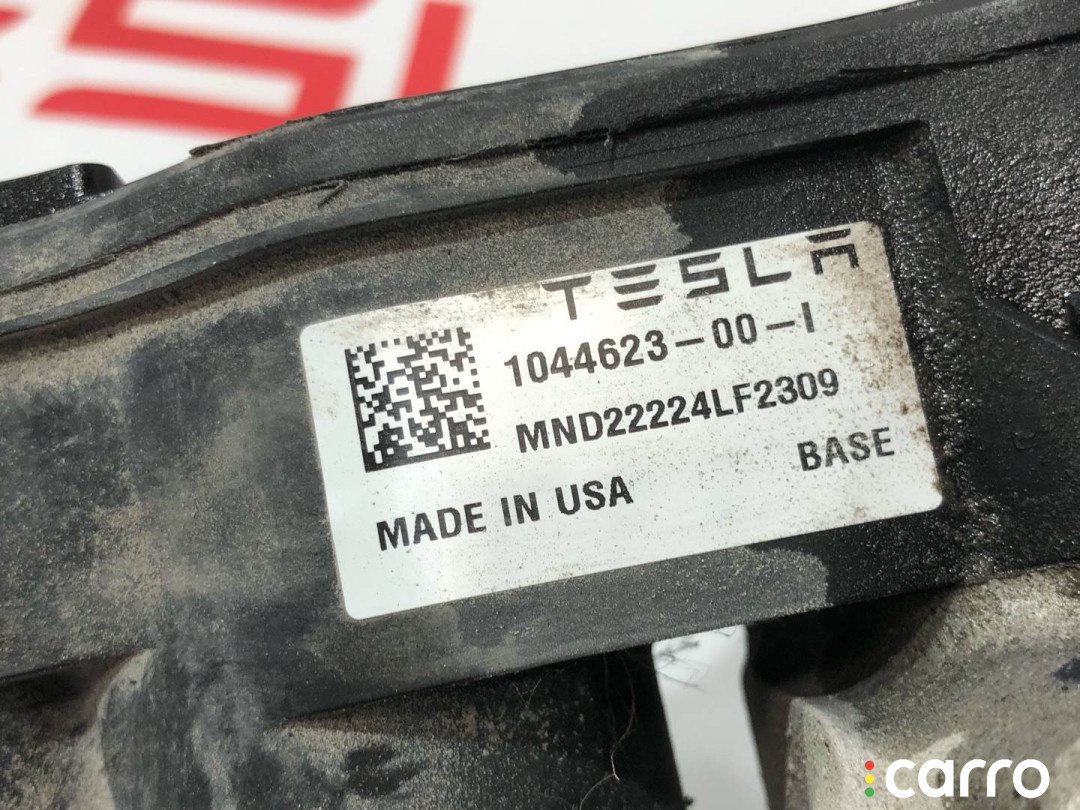 TESLA
1044623-00-I
MND22224LF2309
BASE
MADE IN USA
carro